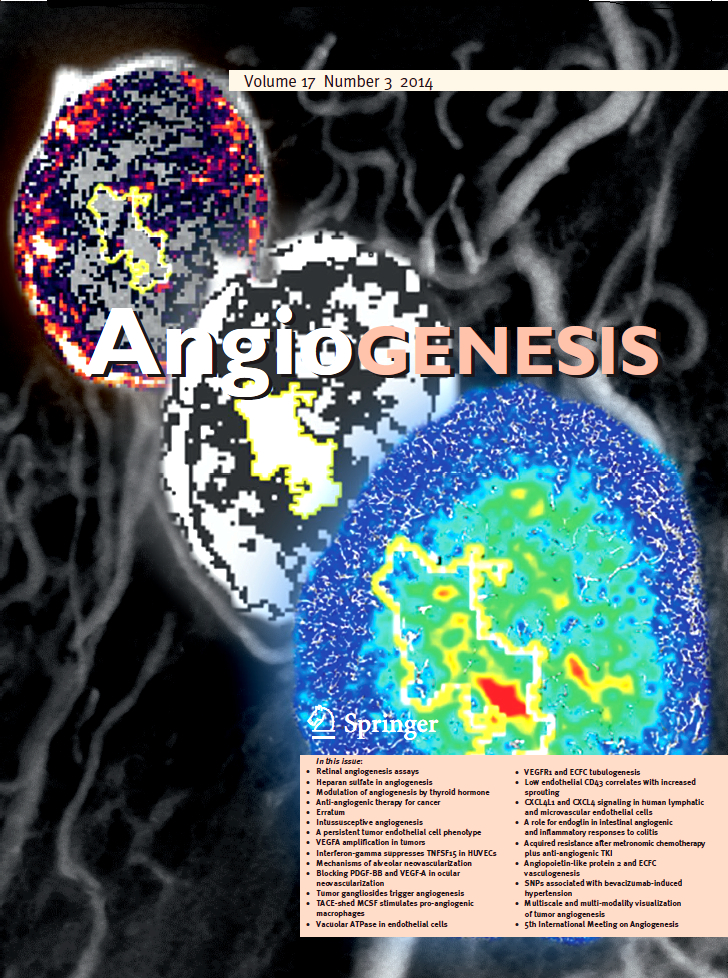 Volume 17 Number 3 2014
AngioGENESIS
Springer
In this issue:
• Retinal angiogenesis assays
• Heparan sulfate in angiogenesis
• Modulation of angiogenesis by thyroid hormone
• Anti-angiogenic therapy for cancer
• Erratum
• Intussusceptive angiogenesis
• A persistent tumor endothelial cell phenotype
• VEGFA amplification in tumors
• Interferon-gamma suppresses TNFSF15 in HUVECs
• Mechanisms of alveolar neovascularization
• Blocking PDGF-BB and VEGF-A in ocular
neovascularization
• Tumor gangliosides trigger angiogenesis
• TACE-shed MCSF stimulates pro-angiogenic
macrophages
• Vacuolar ATPase in endothelial cells
• VEGFR1 and ECFC tubulogenesis
• Low endothelial CD43 correlates with increased
sprouting
• CXCL4L1 and CXCL4 signaling in human lymphatic
and microvascular endothelial cells
• A role for endoglin in intestinal angiogenic
and inflammatory responses to colitis
• Acquired resistance after metronomic chemotherapy
plus anti-angiogenic TKI
• Angiopoietin-like protein 2 and ECFC
vasculogenesis
• SNPs associated with bevacizumab-induced
hypertension
• Multiscale and multi-modality visualization
of tumor angiogenesis
• 5th International Meeting on Angiogenesis